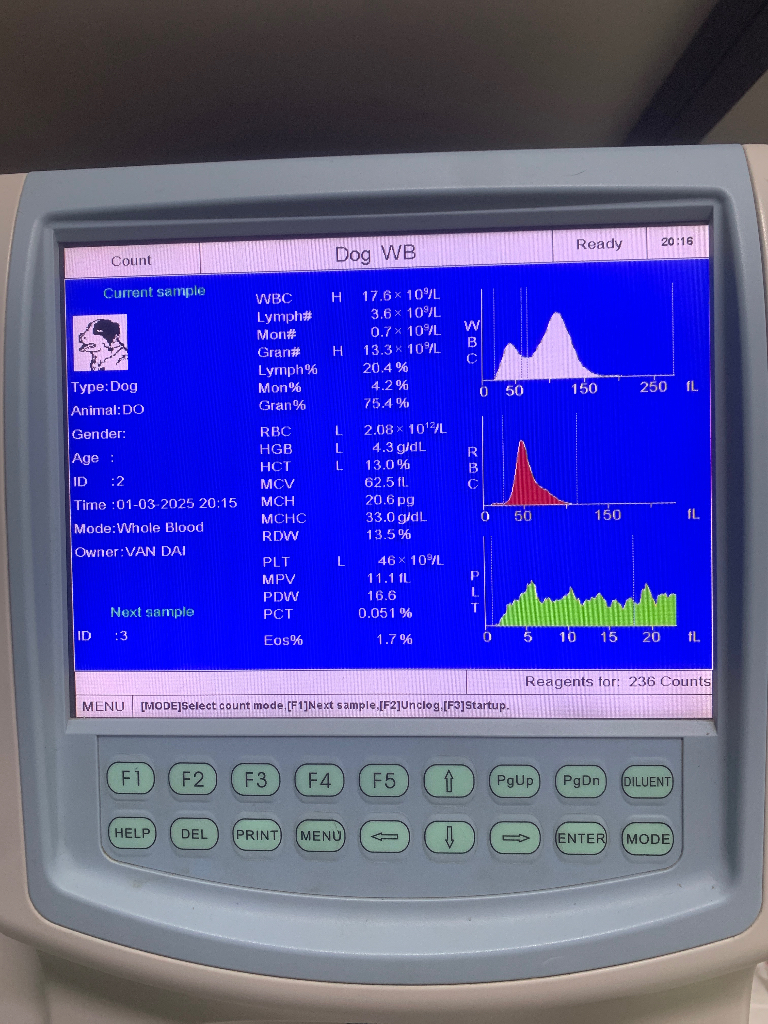 Count Dog WB Ready 20:16
Current sample
Type:Dog
Animal:DO
Gender:
Age :
ID :2
Time :01-03-2025 20:15
Mode:Whole Blood
Owner:VAN DAI
Next sample
ID :3
WBC H 17.6× 10⁹/L
Lymph# 3.6× 10⁹/L
Mon# 0.7× 10⁹/L
Gran# H 13.3× 10⁹/L
Lymph% 20.4 %
Mon% 4.2 %
Gran% 75.4 %
RBC L 2.08× 10¹²/L
HGB L 4.3 g/dL
HCT L 13.0 %
MCV 62.5 fL
MCH 20.6 pg
MCHC 33.0 g/dL
RDW 13.5 %
PLT L 46× 10⁹/L
MPV 11.1 fL
PDW 16.6
PCT 0.051 %
Eos% 1.7 %
WBC
0 50 150 250 fL
RBC
0 50 150 fL
PLT
0 5 10 15 20 fL
Reagents for: 236 Counts
MENU [MODE]Select count mode,[F1]Next sample,[F2]Unclog,[F3]Startup.
F1 F2 F3 F4 F5 ⇧ PgUp PgDn DILUENT
HELP DEL PRINT MENU ⇦ ⇩ ⇨ ENTER MODE